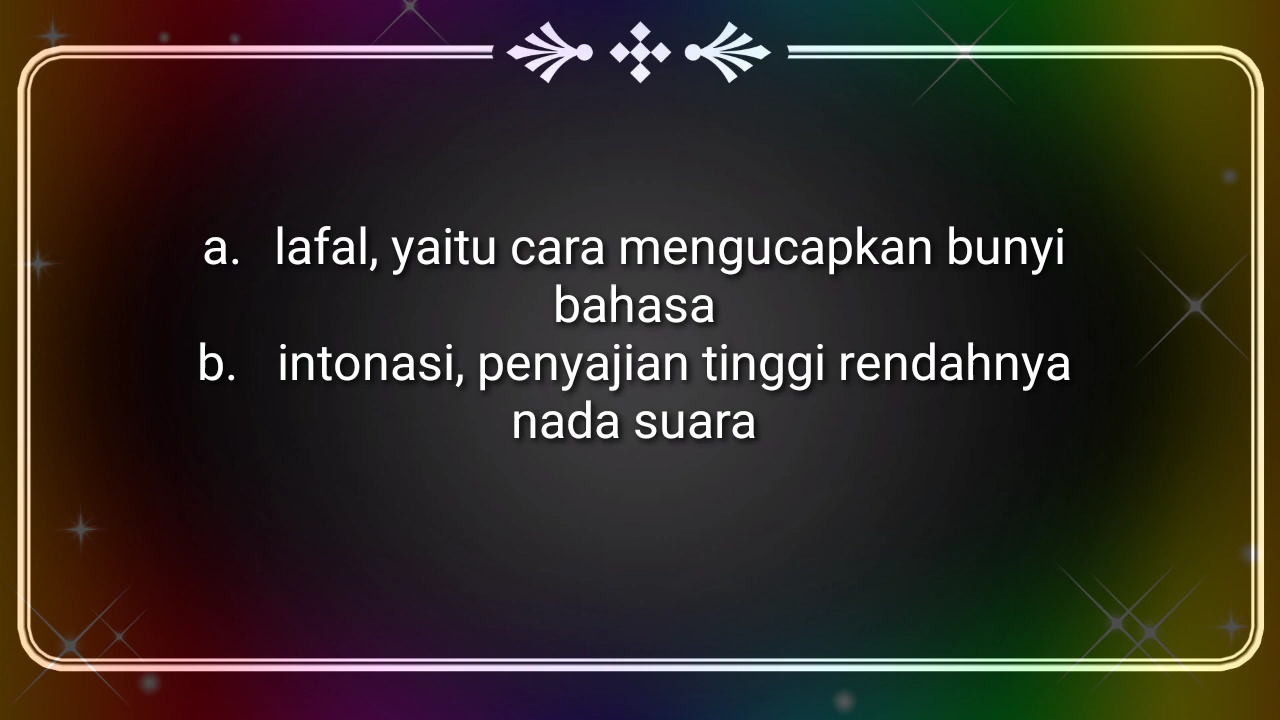 a. lafal, yaitu cara mengucapkan bunyi
bahasa
b. intonasi, penyajian tinggi rendahnya
nada suara